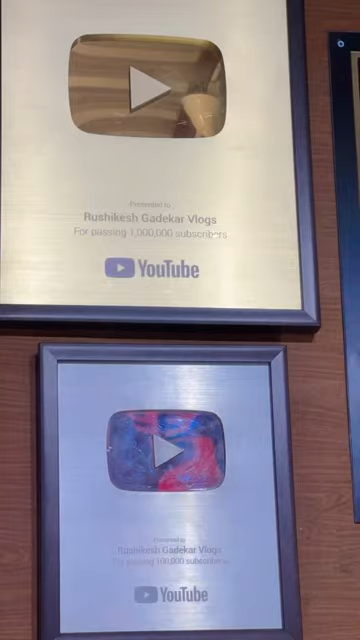 Presented to
Rushikesh Gadekar Vlogs
For passing 1,000,000 subscribers
YouTube
Presented to
Rushikesh Gadekar Vlogs
For passing 100,000 subscribers
YouTube